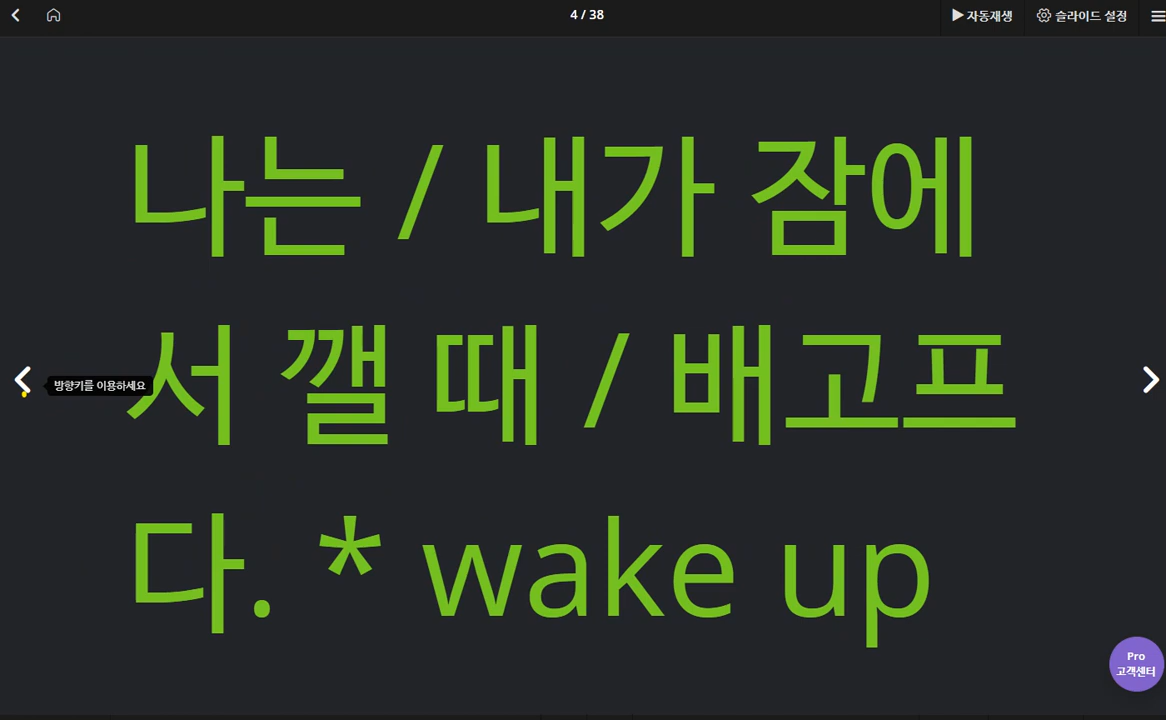 4 / 38
▶ 자동재생
슬라이드 설정
나는 / 내가 잠에
서 깰 때 / 배고프
다. * wake up
방향키를 이용하세요
Pro
고객센터